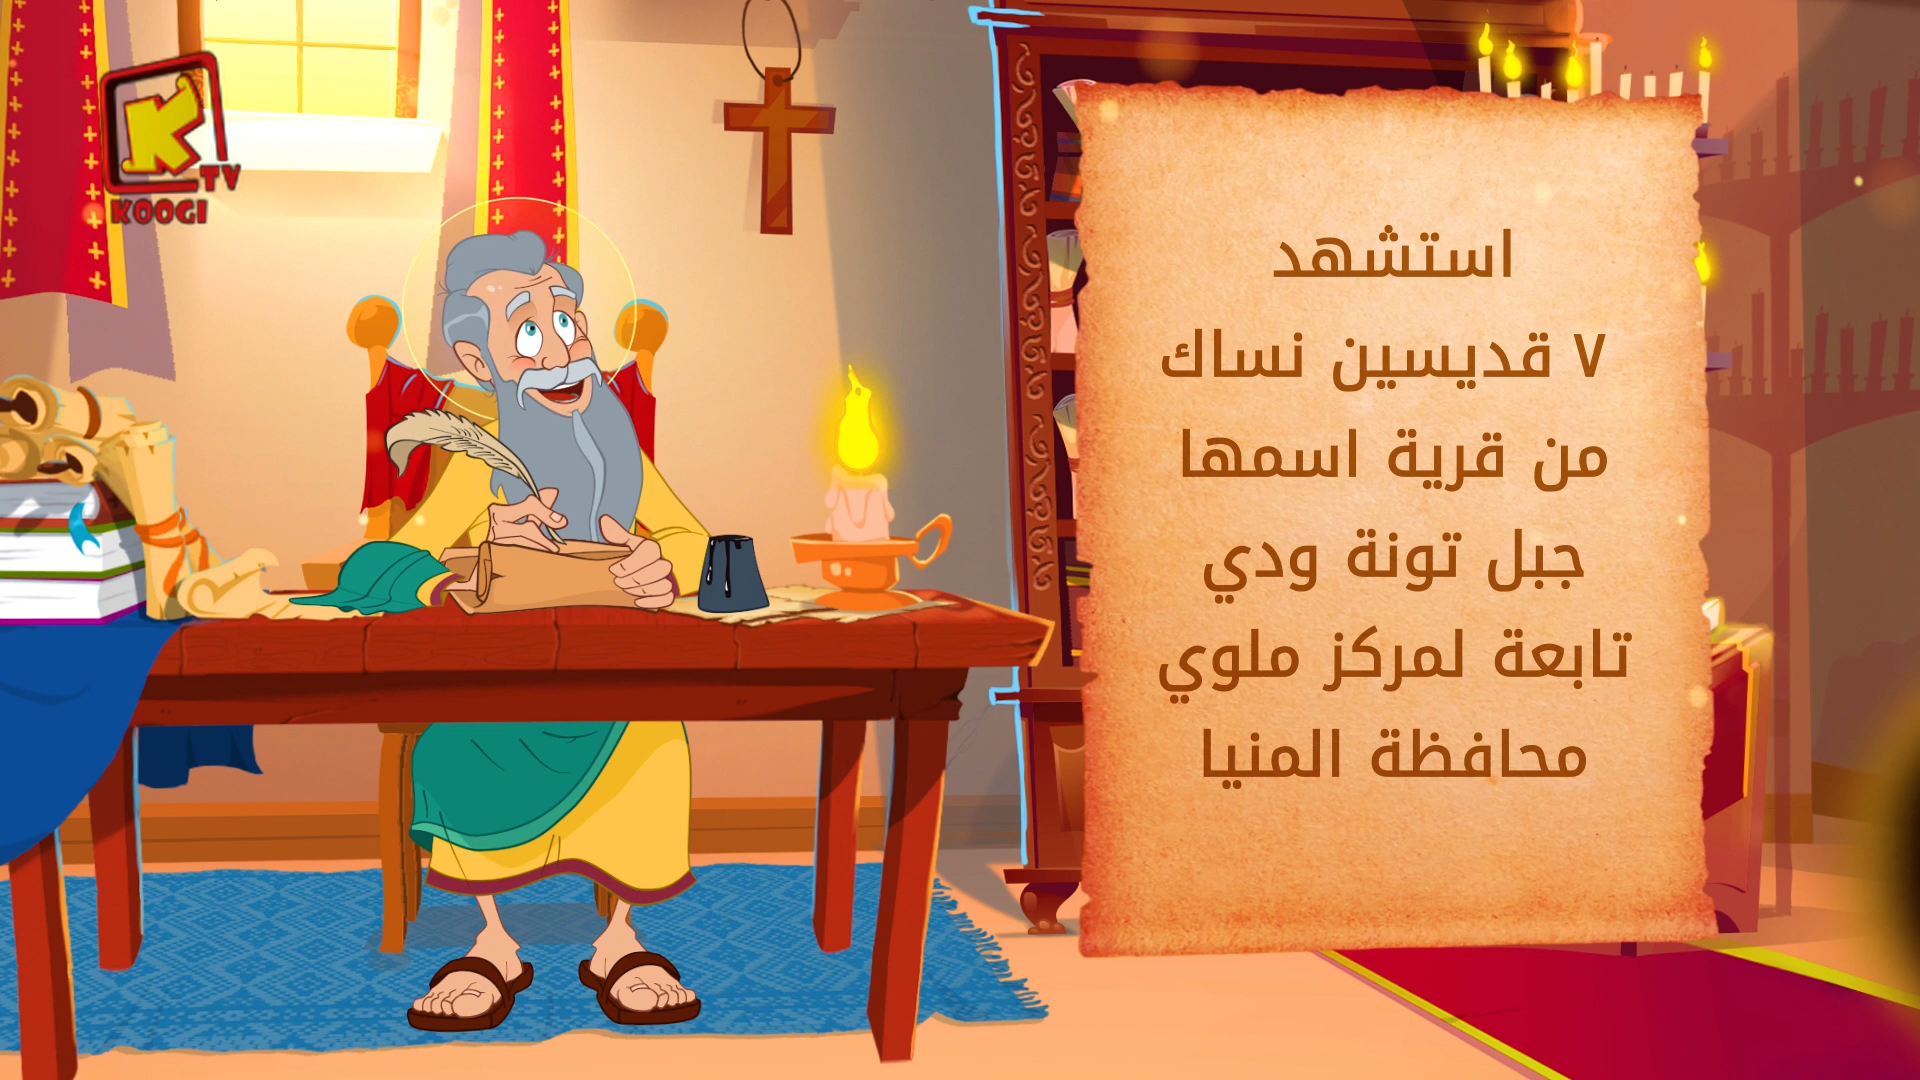 K TV
KOOGI
استشهد
٧ قديسين نساك
من قرية اسمها
جبل تونة ودي
تابعة لمركز ملوي
محافظة المنيا